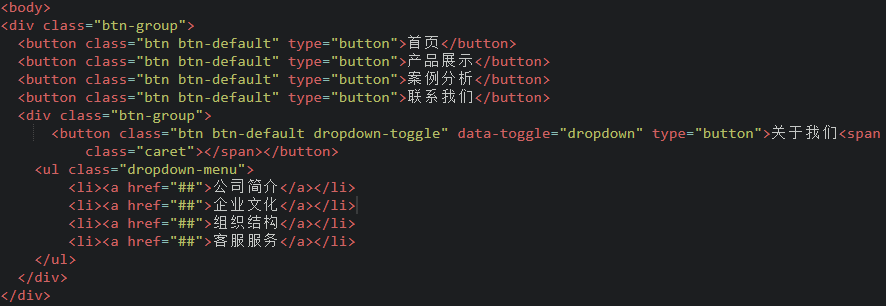 <body>
<div class="btn-group">
<button class="btn btn-default" type="button">首页</button>
<button class="btn btn-default" type="button">产品展示</button>
<button class="btn btn-default" type="button">案例分析</button>
<button class="btn btn-default" type="button">联系我们</button>
<div class="btn-group">
<button class="btn btn-default dropdown-toggle" data-toggle="dropdown" type="button">关于我们<span
class="caret"></span></button>
<ul class="dropdown-menu">
<li><a href="##">公司简介</a></li>
<li><a href="##">企业文化</a></li>
<li><a href="##">组织结构</a></li>
<li><a href="##">客服服务</a></li>
</ul>
</div>
</div>